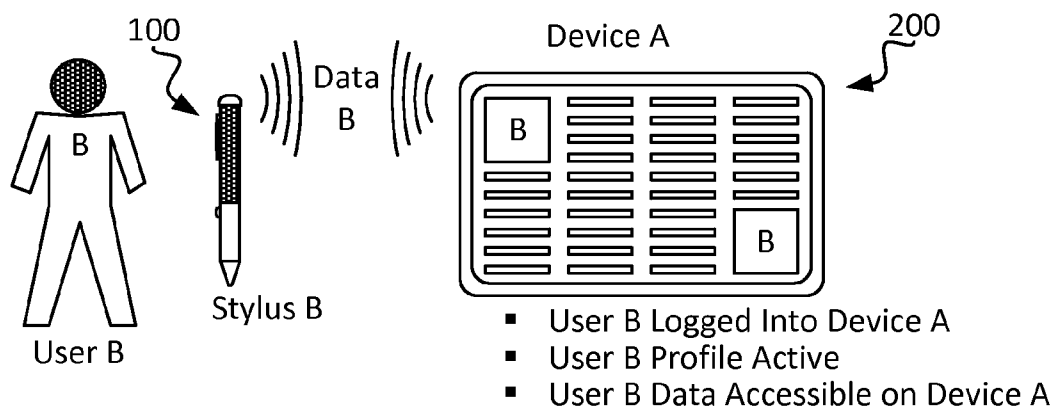 100
Device A
200
Data
B
B
B
B
Stylus B
User B
▪ User B Logged Into Device A
▪ User B Profile Active
▪ User B Data Accessible on Device A